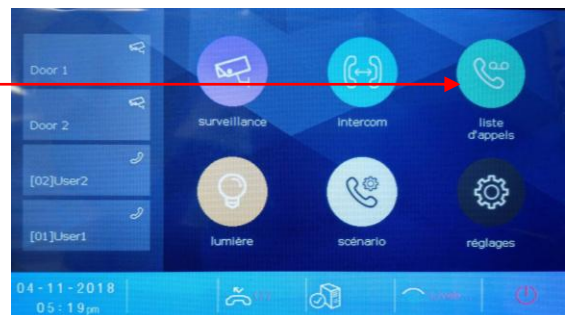 Door 1
Door 2
[02]User2
[01]User1
surveillance
intercom
liste
d'appels
lumière
scénario
réglages
04-11-2018
05:19pm